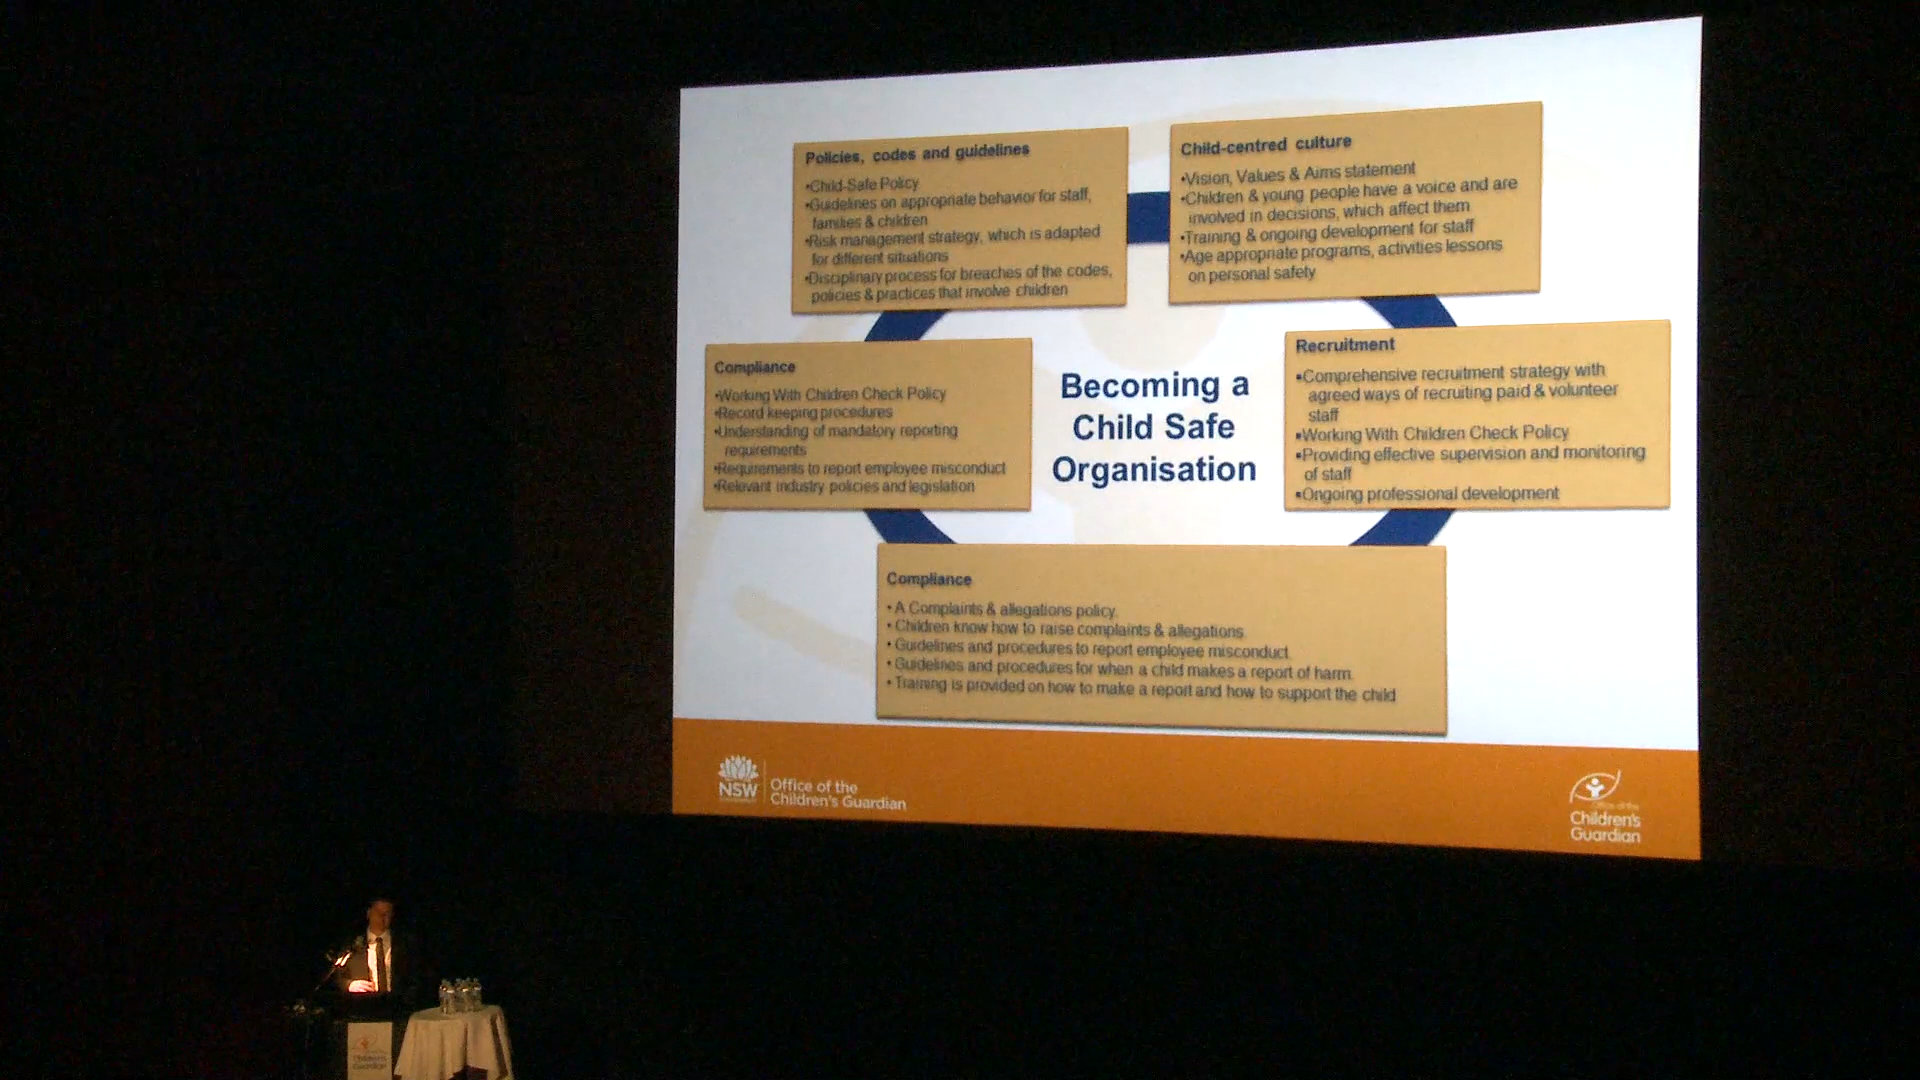 Policies, codes and guidelines
•Child-Safe Policy
•Guidelines on appropriate behavior for staff,
families & children
•Risk management strategy, which is adapted
for different situations
•Disciplinary process for breaches of the codes,
policies & practices that involve children
Child-centred culture
•Vision, Values & Aims statement
•Children & young people have a voice and are
involved in decisions, which affect them
•Training & ongoing development for staff
•Age appropriate programs, activities lessons
on personal safety
Compliance
•Working With Children Check Policy
•Record keeping procedures
•Understanding of mandatory reporting
requirements
•Requirements to report employee misconduct
•Relevant industry policies and legislation
Becoming a
Child Safe
Organisation
Recruitment
▪Comprehensive recruitment strategy with
agreed ways of recruiting paid & volunteer
staff
▪Working With Children Check Policy
▪Providing effective supervision and monitoring
of staff
▪Ongoing professional development
Compliance
• A Complaints & allegations policy.
• Children know how to raise complaints & allegations
• Guidelines and procedures to report employee misconduct
• Guidelines and procedures for when a child makes a report of harm
• Training is provided on how to make a report and how to support the child
NSW
Office of the
Children's Guardian
Office of the
Children's
Guardian
Children's
Guardian